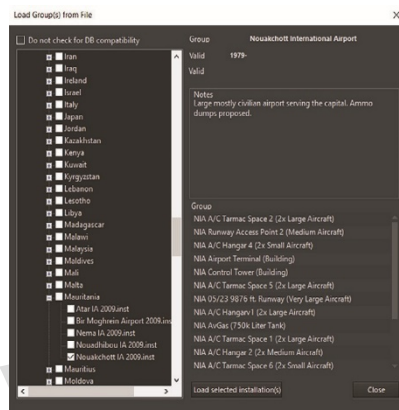 Load Group(s) from File
X
Do not check for DB compatibility
Iran
Iraq
Ireland
Israel
Italy
Japan
Jordan
Kazakhstan
Kenya
Kuwait
Kyrgyzstan
Lebanon
Lesotho
Libya
Madagascar
Malawi
Malaysia
Maldives
Mali
Malta
Mauritania
Atar IA 2009.inst
Bir Moghrein Airport 2009.ins
Nema IA 2009.inst
Nouadhibou IA 2009.inst
Nouakchott IA 2009.inst
Mauritius
Moldova
Group Nouakchott International Airport
Valid 1979-
Valid
Notes
Large mostly civilian airport serving the capital. Ammo
dumps proposed.
Group
NIA A/C Tarmac Space 2 (2x Large Aircraft)
NIA Runway Access Point 2 (Medium Aircraft)
NIA A/C Hangar 4 (2x Small Aircraft)
NIA Airport Terminal (Building)
NIA Control Tower (Building)
NIA A/C Tarmac Space 5 (2x Large Aircraft)
NIA 05/23 9876 ft. Runway (Very Large Aircraft)
NIA A/C Hangarv1 (2x Large Aircraft)
NIA AvGas (750k Liter Tank)
NIA A/C Tarmac Space 1 (2x Large Aircraft)
NIA A/C Hangar 2 (2x Medium Aircraft)
NIA A/C Tarmac Space 6 (2x Small Aircraft)
Load selected installation(s)
Close